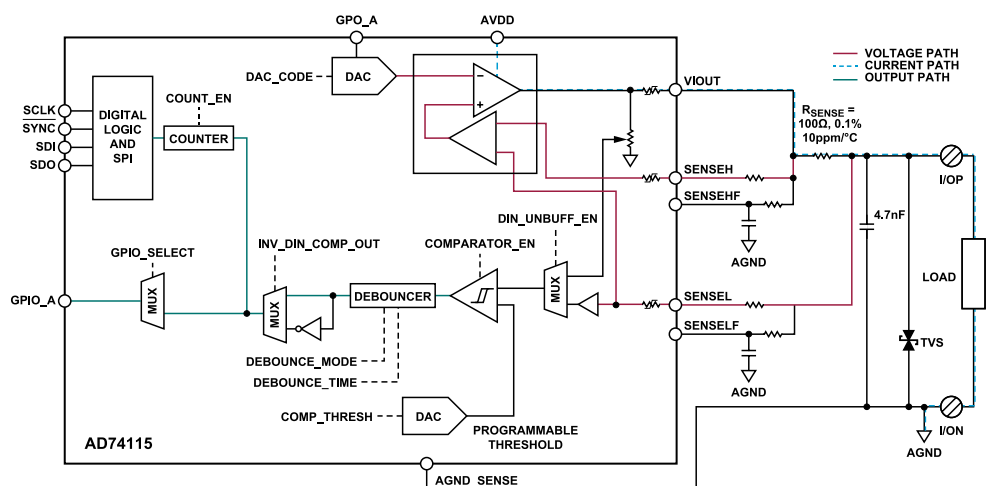 GPO_A
AVDD
VOLTAGE PATH
CURRENT PATH
OUTPUT PATH
DAC_CODE
DAC
−
+
VIOUT
RSENSE =
100Ω, 0.1%
10ppm/°C
SCLK
SYNC
SDI
SDO
DIGITAL
LOGIC
AND
SPI
COUNT_EN
COUNTER
SENSEH
SENSEHF
I/OP
4.7nF
AGND
LOAD
GPIO_SELECT
INV_DIN_COMP_OUT
COMPARATOR_EN
DIN_UNBUFF_EN
GPIO_A
MUX
MUX
DEBOUNCER
MUX
SENSEL
SENSELF
TVS
DEBOUNCE_MODE
DEBOUNCE_TIME
AGND
COMP_THRESH
DAC
PROGRAMMABLE
THRESHOLD
I/ON
AGND
AD74115
AGND_SENSE